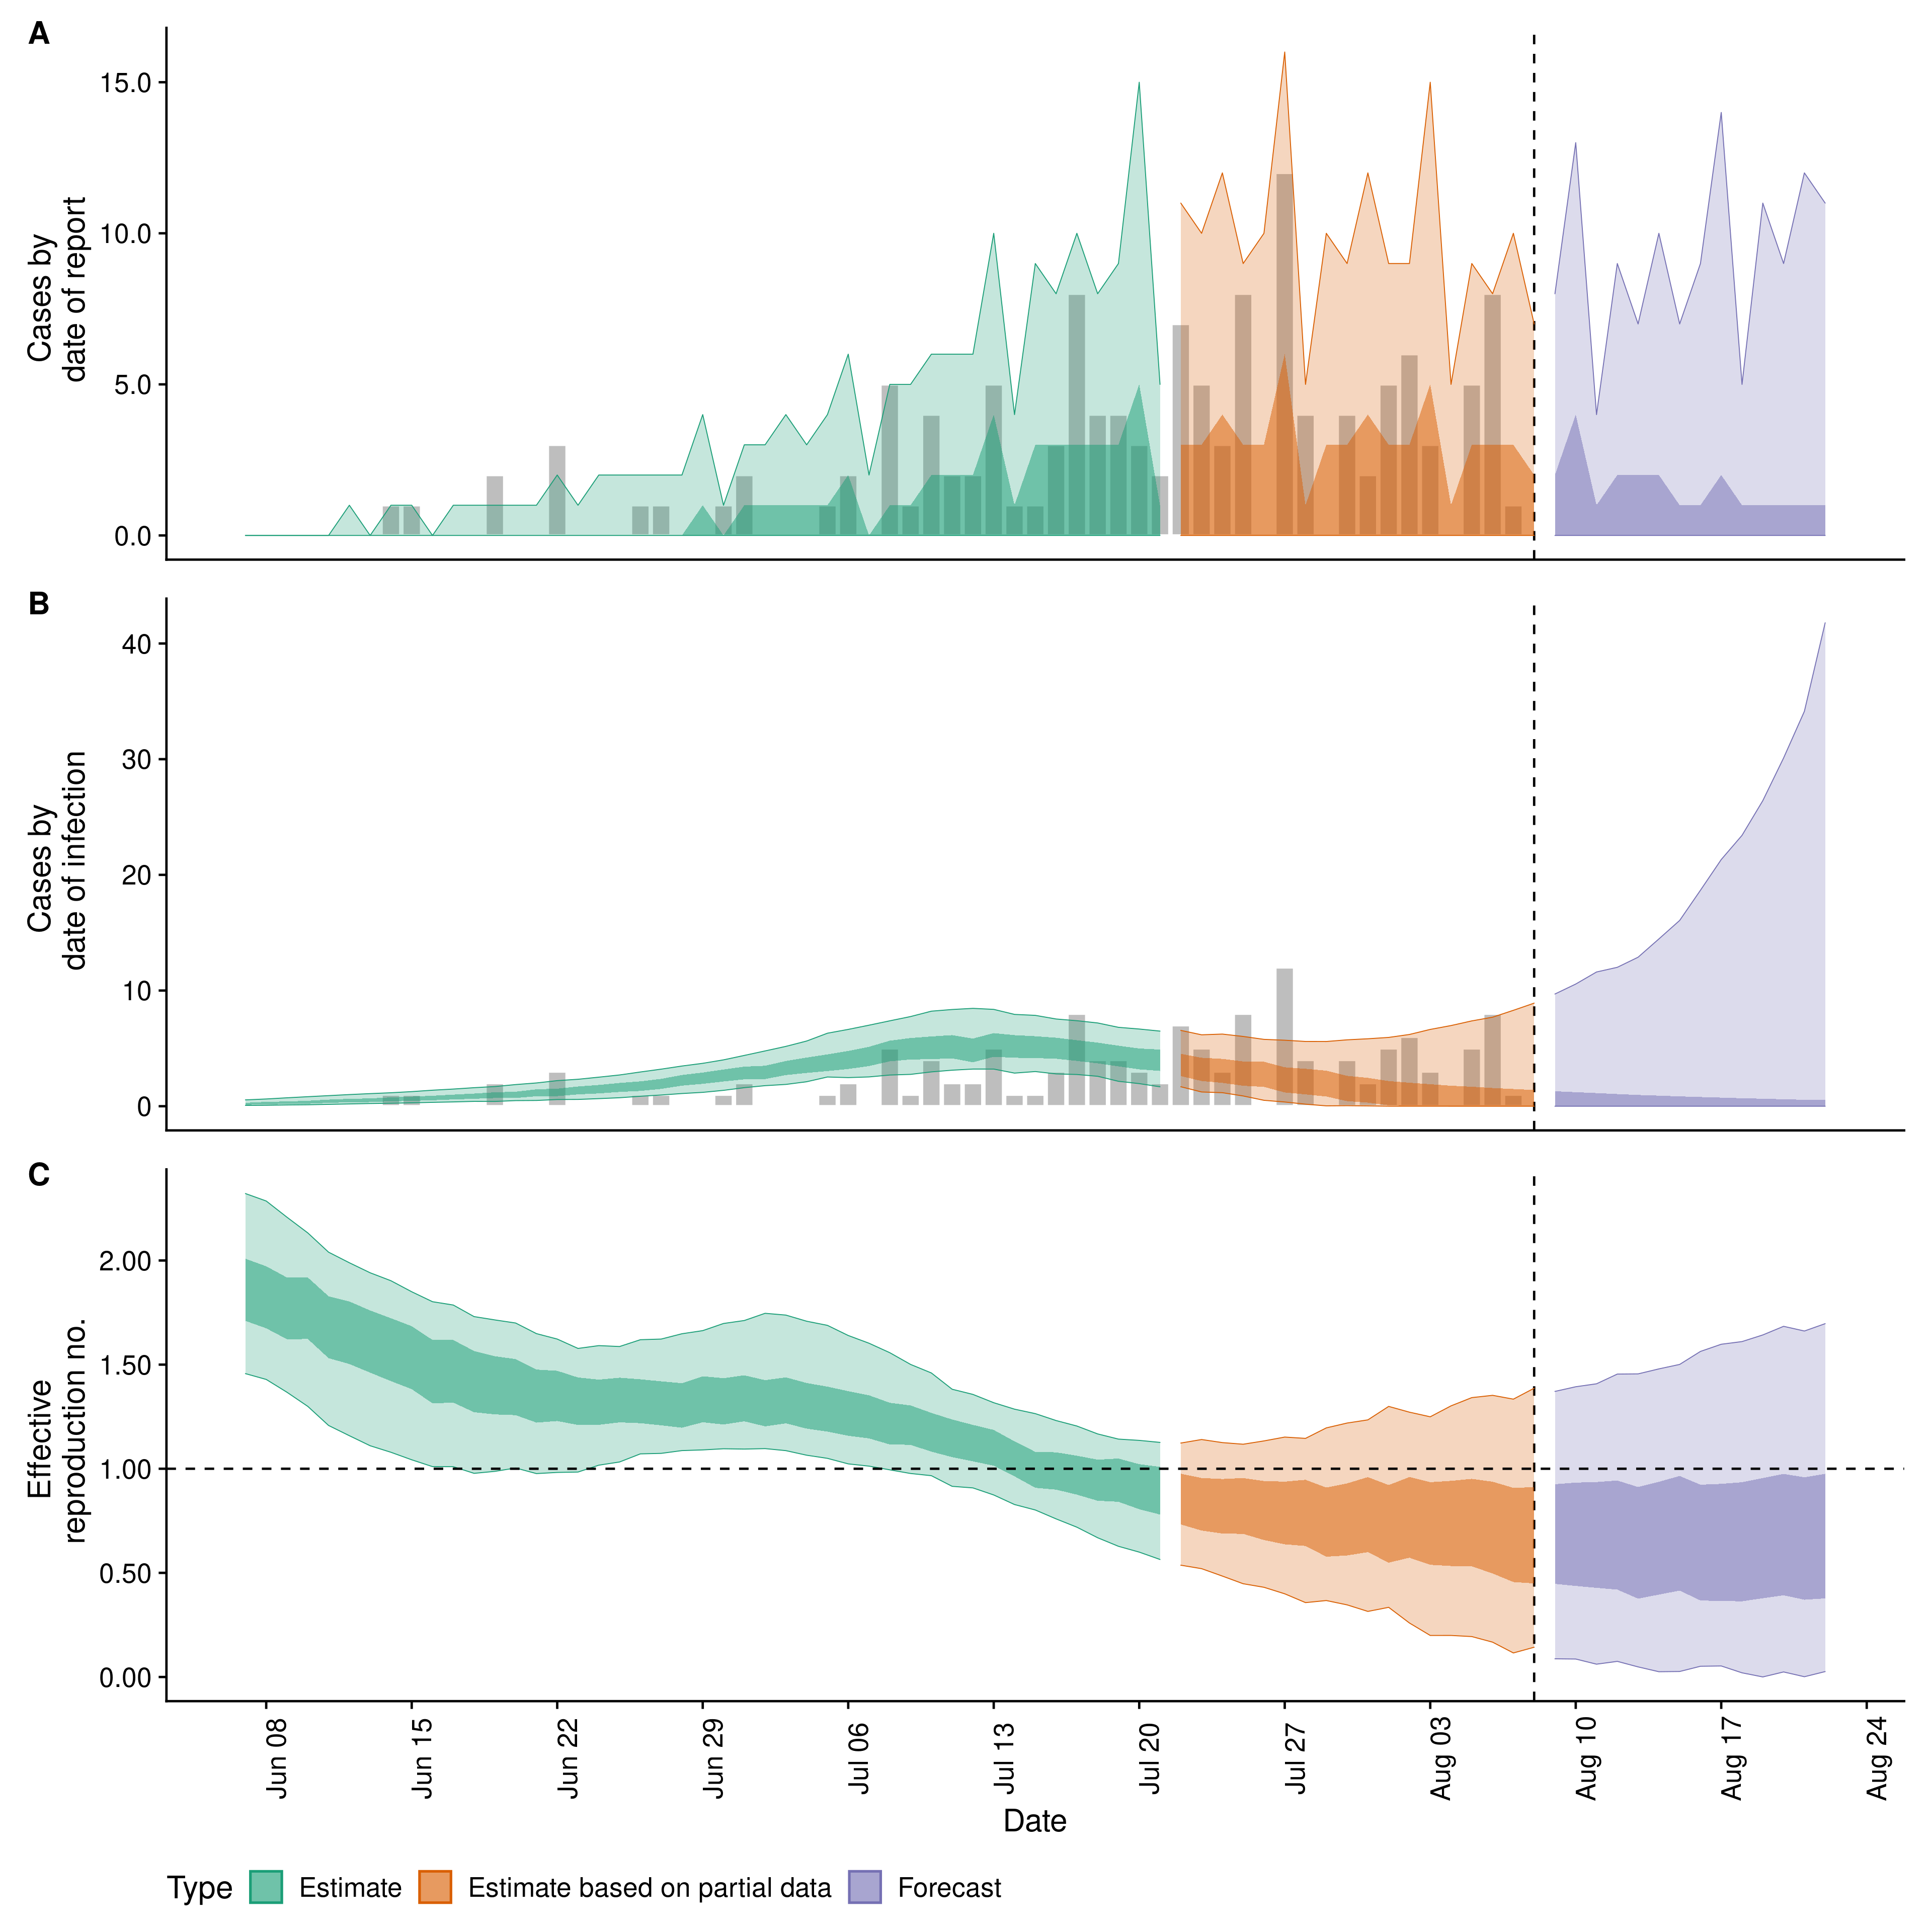 A
Cases by
date of report
15.0
10.0
5.0
0.0
B
Cases by
date of infection
40
30
20
10
0
C
Effective
reproduction no.
2.00
1.50
1.00
0.50
0.00
Jun 08
Jun 15
Jun 22
Jun 29
Jul 06
Jul 13
Jul 20
Jul 27
Aug 03
Aug 10
Aug 17
Aug 24
Date
Type Estimate Estimate based on partial data Forecast